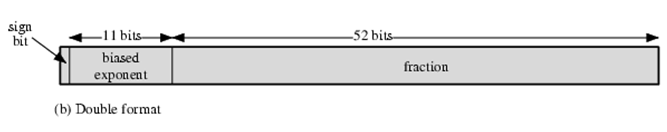 sign
bit
11 bits
52 bits
biased
exponent
fraction
(b) Double format